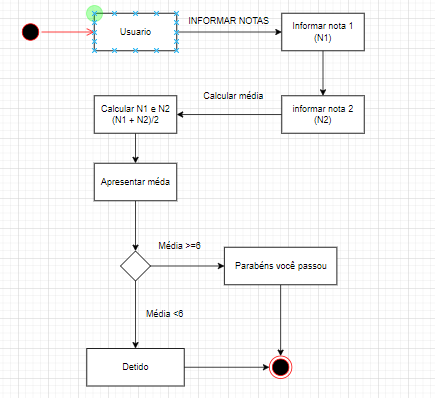 Usuario
INFORMAR NOTAS
Informar nota 1
(N1)
informar nota 2
(N2)
Calcular média
Calcular N1 e N2
(N1 + N2)/2
Apresentar méda
Média >=6
Parabéns você passou
Média <6
Detido